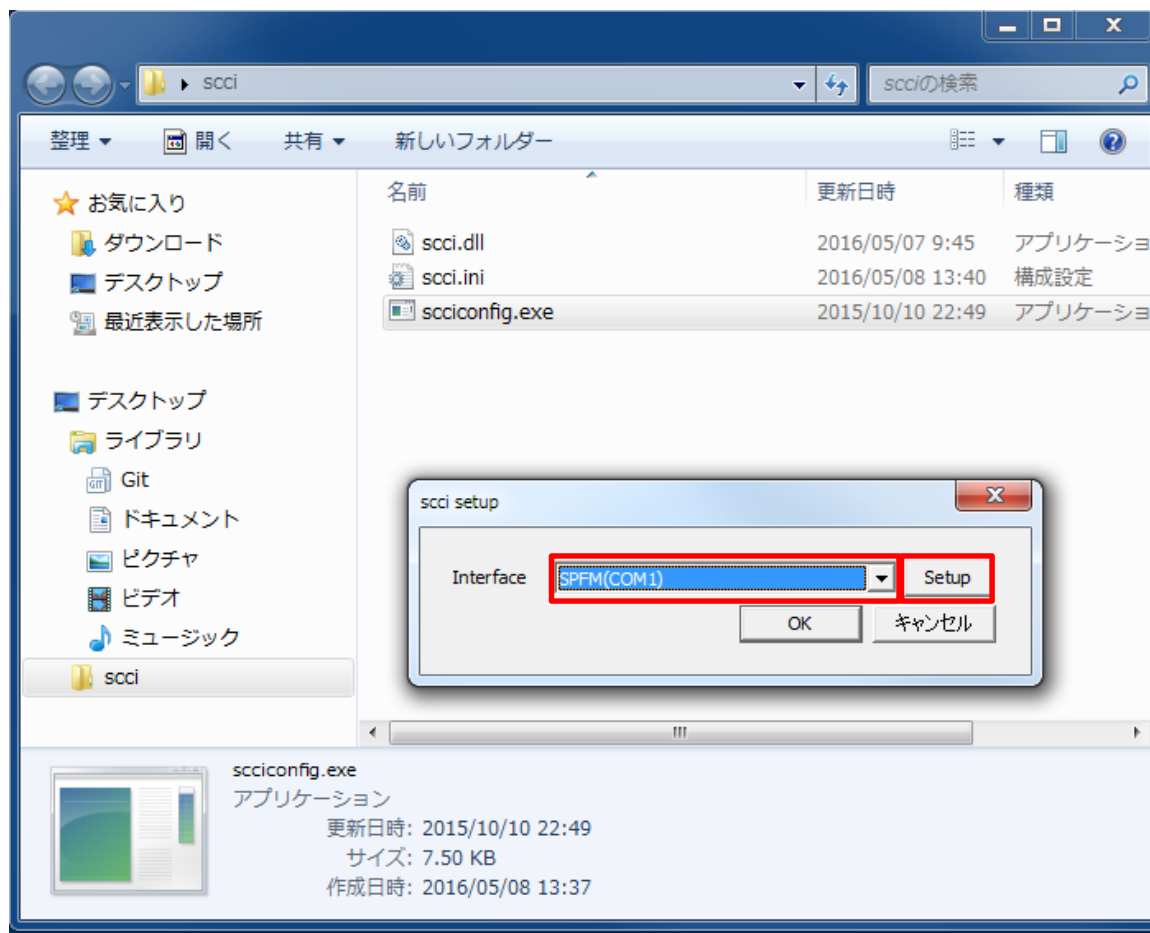 scci
scciの検索
整理 開く 共有 新しいフォルダー
名前 更新日時 種類
お気に入り
ダウンロード
デスクトップ
最近表示した場所
デスクトップ
ライブラリ
Git
ドキュメント
ピクチャ
ビデオ
ミュージック
scci
scci.dll 2016/05/07 9:45 アプリケーショ
scci.ini 2016/05/08 13:40 構成設定
scciconfig.exe 2015/10/10 22:49 アプリケーショ
scci setup
Interface SPFM(COM1) Setup
OK キャンセル
scciconfig.exe
アプリケーション
更新日時: 2015/10/10 22:49
サイズ: 7.50 KB
作成日時: 2016/05/08 13:37